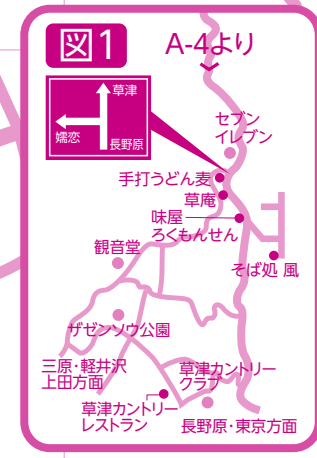 図1
A-4より
草津
嬬恋
長野原
セブン
イレブン
手打うどん麦
草庵
味屋
ろくもんせん
観音堂
そば処 風
ザゼンソウ公園
三原・軽井沢
上田方面
草津カントリー
クラブ
草津カントリー
レストラン
長野原・東京方面